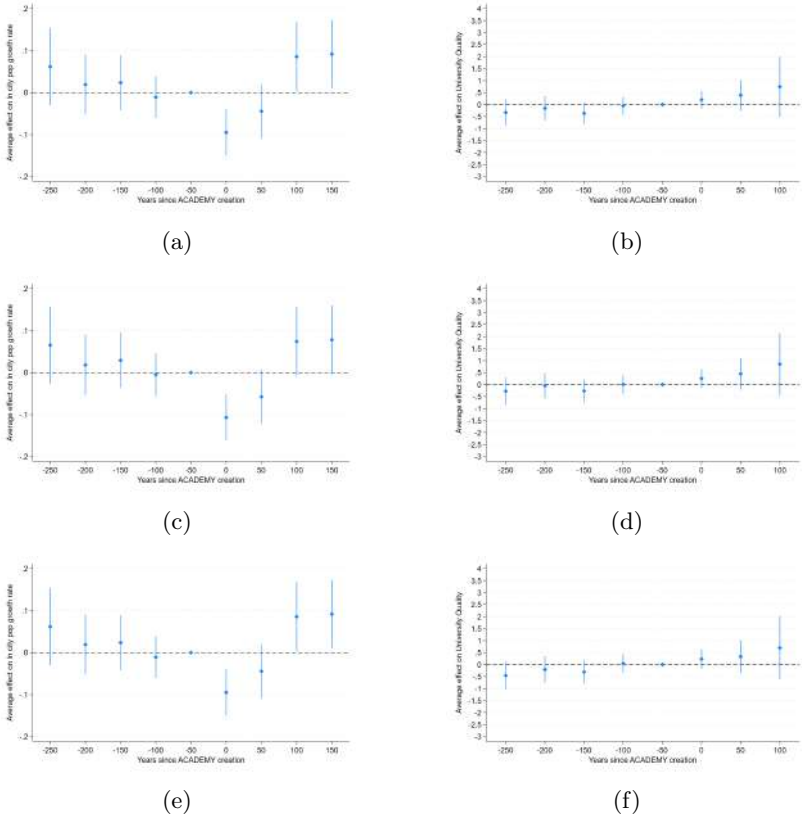 Average effect on in city pop growth rate
.2
.1
0
-.1
-.2
-250 -200 -150 -100 -50 0 50 100 150
Years since ACADEMY creation
(a)
Average effect on University Quality
4
3.5
3
2.5
2
1.5
1
.5
0
-.5
-1
-1.5
-2
-2.5
-3
-250 -200 -150 -100 -50 0 50 100
Years since ACADEMY creation
(b)
Average effect on in city pop growth rate
.2
.1
0
-.1
-.2
-250 -200 -150 -100 -50 0 50 100 150
Years since ACADEMY creation
(c)
Average effect on University Quality
4
3.5
3
2.5
2
1.5
1
.5
0
-.5
-1
-1.5
-2
-2.5
-3
-250 -200 -150 -100 -50 0 50 100
Years since ACADEMY creation
(d)
Average effect on in city pop growth rate
.2
.1
0
-.1
-.2
-250 -200 -150 -100 -50 0 50 100 150
Years since ACADEMY creation
(e)
Average effect on University Quality
4
3.5
3
2.5
2
1.5
1
.5
0
-.5
-1
-1.5
-2
-2.5
-3
-250 -200 -150 -100 -50 0 50 100
Years since ACADEMY creation
(f)